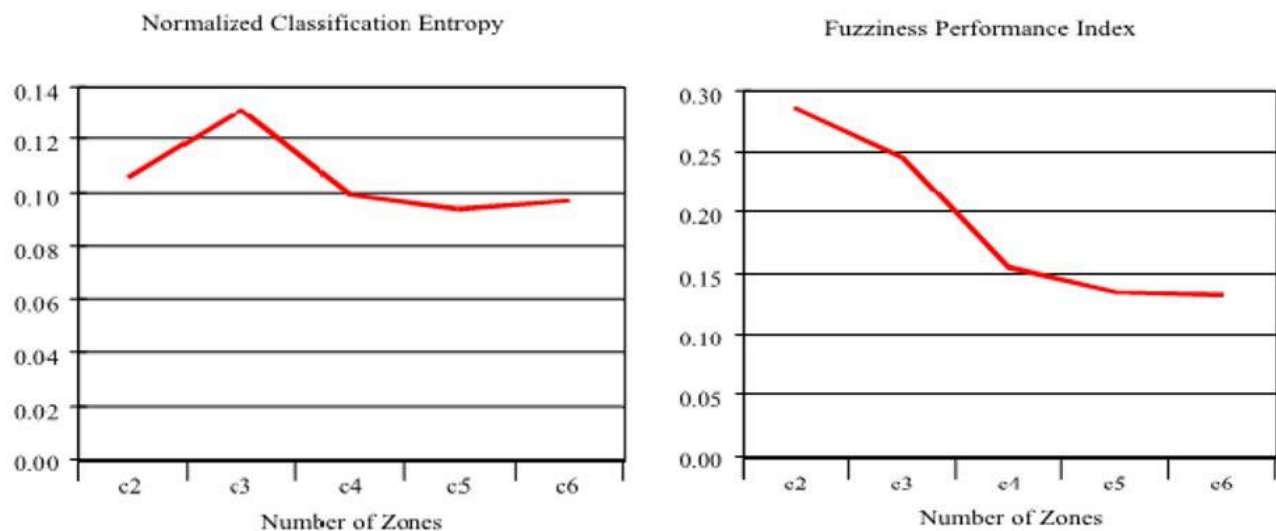 Normalized Classification Entropy
0.14
0.12
0.10
0.08
0.06
0.04
0.02
0.00
c2 c3 c4 c5 c6
Number of Zones
Fuzziness Performance Index
0.30
0.25
0.20
0.15
0.10
0.05
0.00
c2 c3 c4 c5 c6
Number of Zones